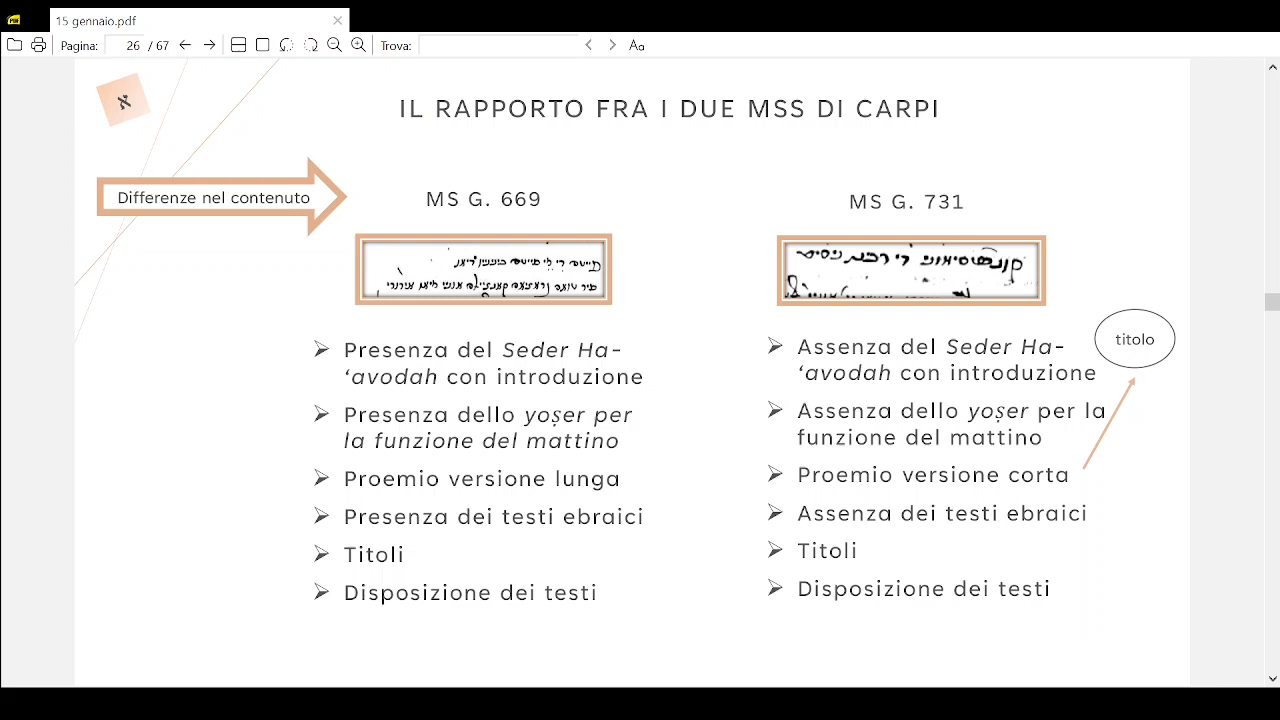 15 gennaio.pdf
Pagina: 26 / 67 Trova: Aa
א
IL RAPPORTO FRA I DUE MSS DI CARPI
Differenze nel contenuto
MS G. 669
➢ Presenza del Seder Ha-
‘avodah con introduzione
➢ Presenza dello yoṣer per
la funzione del mattino
➢ Proemio versione lunga
➢ Presenza dei testi ebraici
➢ Titoli
➢ Disposizione dei testi
MS G. 731
➢ Assenza del Seder Ha-
‘avodah con introduzione
➢ Assenza dello yoṣer per la
funzione del mattino
➢ Proemio versione corta
➢ Assenza dei testi ebraici
➢ Titoli
➢ Disposizione dei testi
titolo